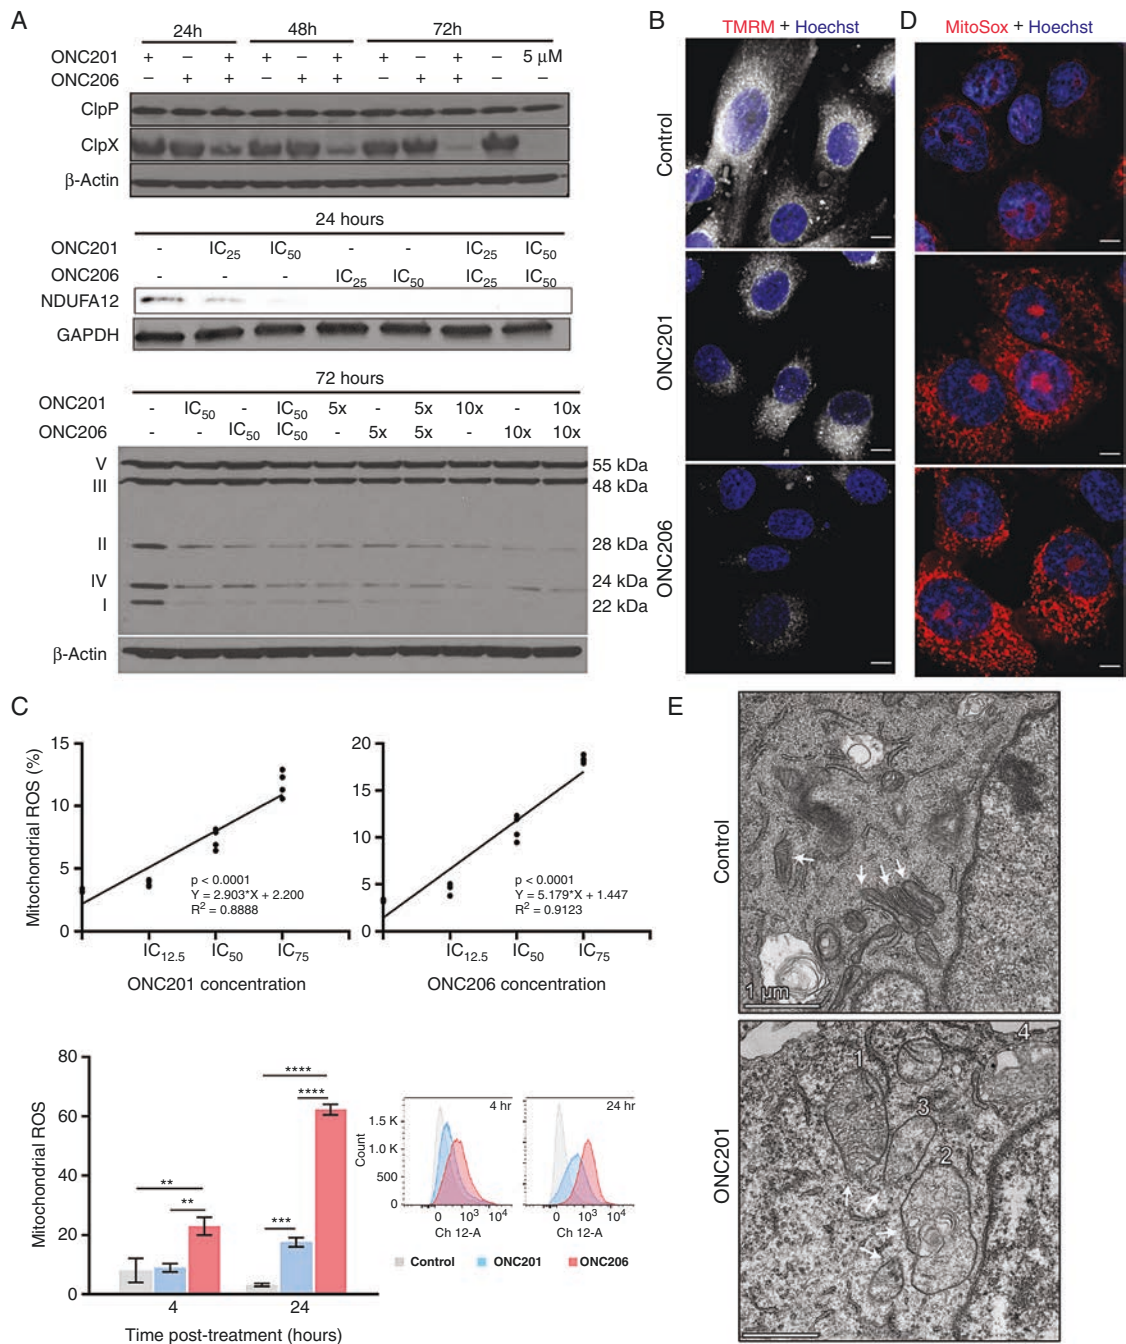 A
24h 48h 72h
ONC201 + – + + – + + – + – 5 µM
ONC206 – + + – + + – + + –
ClpP
ClpX
β-Actin
24 hours
ONC201 - IC25 IC50 - - IC25 IC50
ONC206 - - - IC25 IC50 IC25 IC50
NDUFA12
GAPDH
72 hours
ONC201 - IC50 - IC50 5x - 5x 10x - 10x
ONC206 - - IC50 IC50 - 5x 5x - 10x 10x
V 55 kDa
III 48 kDa
II 28 kDa
IV 24 kDa
I 22 kDa
β-Actin
B
TMRM + Hoechst
Control
ONC201
ONC206
D
MitoSox + Hoechst
C
Mitochondrial ROS (%)
15
10
5
0
p < 0.0001
Y = 2.903*X + 2.200
R2 = 0.8888
IC12.5 IC50 IC75
ONC201 concentration
20
15
10
5
0
p < 0.0001
Y = 5.179*X + 1.447
R2 = 0.9123
IC12.5 IC50 IC75
ONC206 concentration
Mitochondrial ROS
80
60
40
20
0
**
**
****
****
***
4 24
Time post-treatment (hours)
4 hr
24 hr
Count
1.5 K
1.0 K
500
0
0 103 104
Ch 12-A
0 103 104
Ch 12-A
Control ONC201 ONC206
E
Control
1 µm
ONC201
1
2
3
4